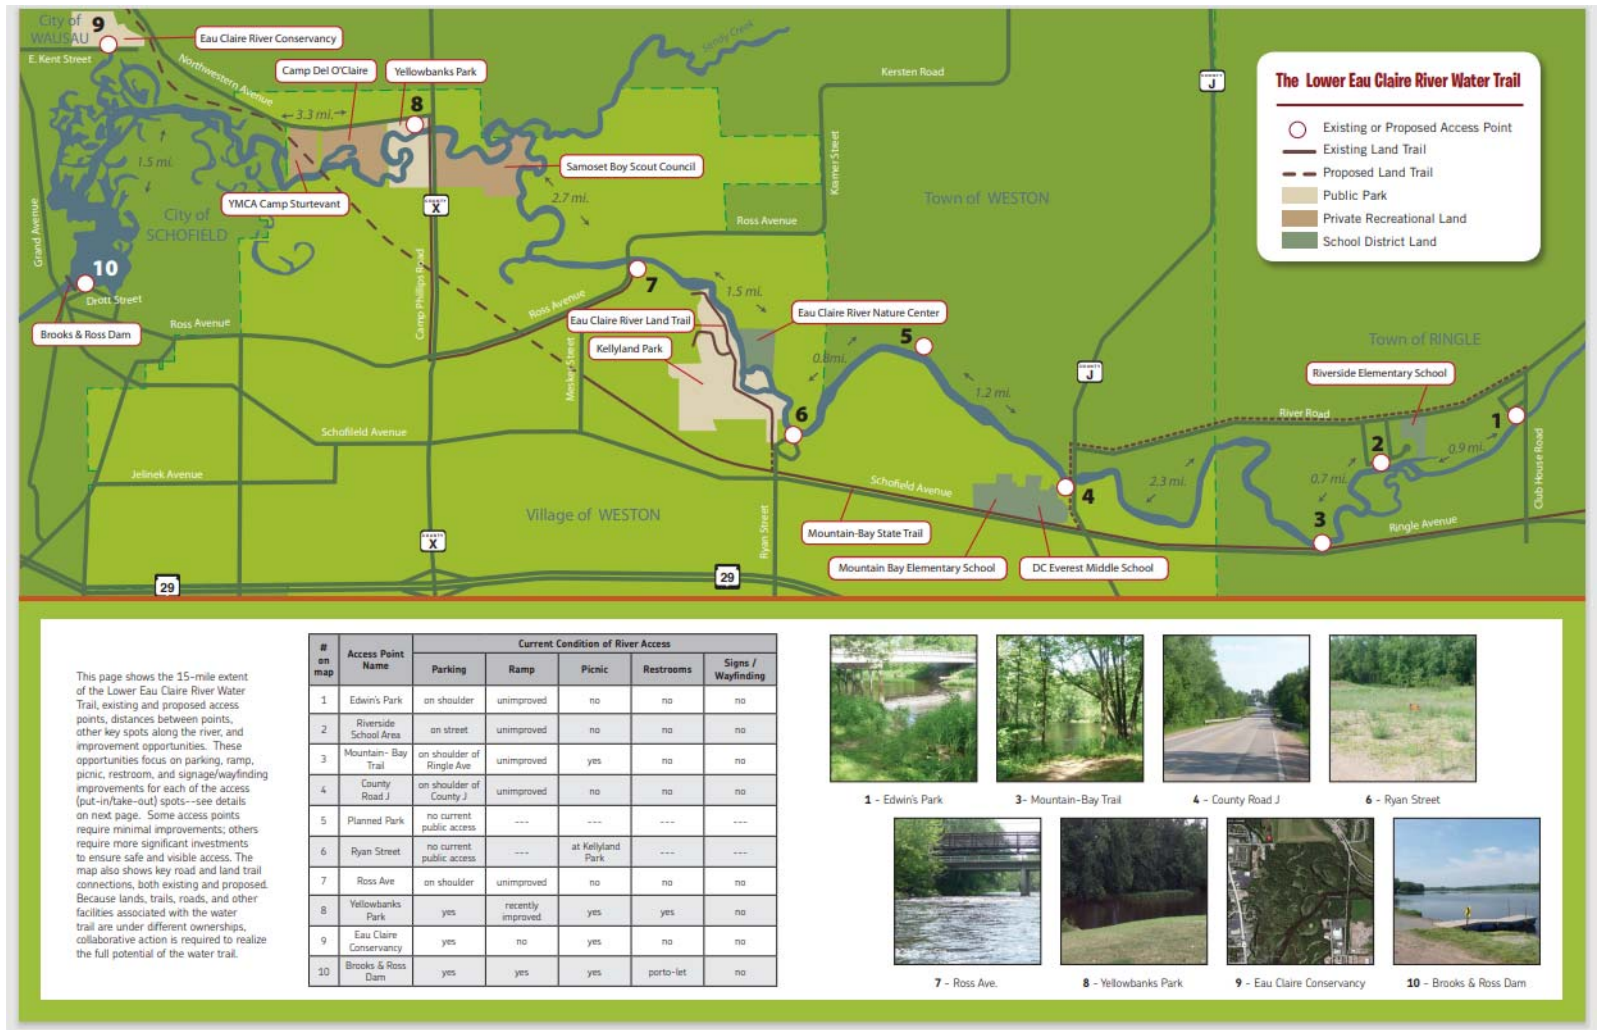 City of
WAUSAU
9
Eau Claire River Conservancy
E. Kent Street
Northwestern Avenue
Camp Del O'Claire
Yellowbanks Park
8
3.3 mi.
Sandy Creek
Kersten Road
COUNTY
J
The Lower Eau Claire River Water Trail
Existing or Proposed Access Point
Existing Land Trail
Proposed Land Trail
Public Park
Private Recreational Land
School District Land
1.5 mi.
Samoset Boy Scout Council
Kramer Street
YMCA Camp Sturtevant
COUNTY
X
2.7 mi.
Town of WESTON
City of
SCHOFIELD
Ross Avenue
Grand Avenue
10
Drott Street
Brooks & Ross Dam
Ross Avenue
Camp Phillips Road
Ross Avenue
7
1.5 mi.
Eau Claire River Land Trail
Eau Claire River Nature Center
Kellyland Park
5
0.8mi.
Town of RINGLE
Mesker Street
COUNTY
J
Riverside Elementary School
1.2 mi.
6
River Road
1
2
0.9 mi.
Schofileld Avenue
Jelinek Avenue
Schofield Avenue
4
2.3 mi.
0.7 mi.
3
Ringle Avenue
Club House Road
Village of WESTON
Ryan Street
Mountain-Bay State Trail
COUNTY
X
Mountain Bay Elementary School
DC Everest Middle School
29
29
This page shows the 15-mile extent
of the Lower Eau Claire River Water
Trail, existing and proposed access
points, distances between points,
other key spots along the river, and
improvement opportunities. These
opportunities focus on parking, ramp,
picnic, restroom, and signage/wayfinding
improvements for each of the access
(put-in/take-out) spots--see details
on next page. Some access points
require minimal improvements; others
require more significant investments
to ensure safe and visible access. The
map also shows key road and land trail
connections, both existing and proposed.
Because lands, trails, roads, and other
facilities associated with the water
trail are under different ownerships,
collaborative action is required to realize
the full potential of the water trail.
# on map Access Point Name Current Condition of River Access
Parking Ramp Picnic Restrooms Signs / Wayfinding
1 Edwin's Park on shoulder unimproved no no no
2 Riverside School Area on street unimproved no no no
3 Mountain- Bay Trail on shoulder of Ringle Ave unimproved yes no no
4 County Road J on shoulder of County J unimproved no no no
5 Planned Park no current public access --- --- --- ---
6 Ryan Street no current public access --- at Kellyland Park --- ---
7 Ross Ave on shoulder unimproved no no no
8 Yellowbanks Park yes recently improved yes yes no
9 Eau Claire Conservancy yes no yes no no
10 Brooks & Ross Dam yes yes yes porto-let no
1 - Edwin's Park
3- Mountain-Bay Trail
4 - County Road J
6 - Ryan Street
7 - Ross Ave.
8 - Yellowbanks Park
9 - Eau Claire Conservancy
10 - Brooks & Ross Dam